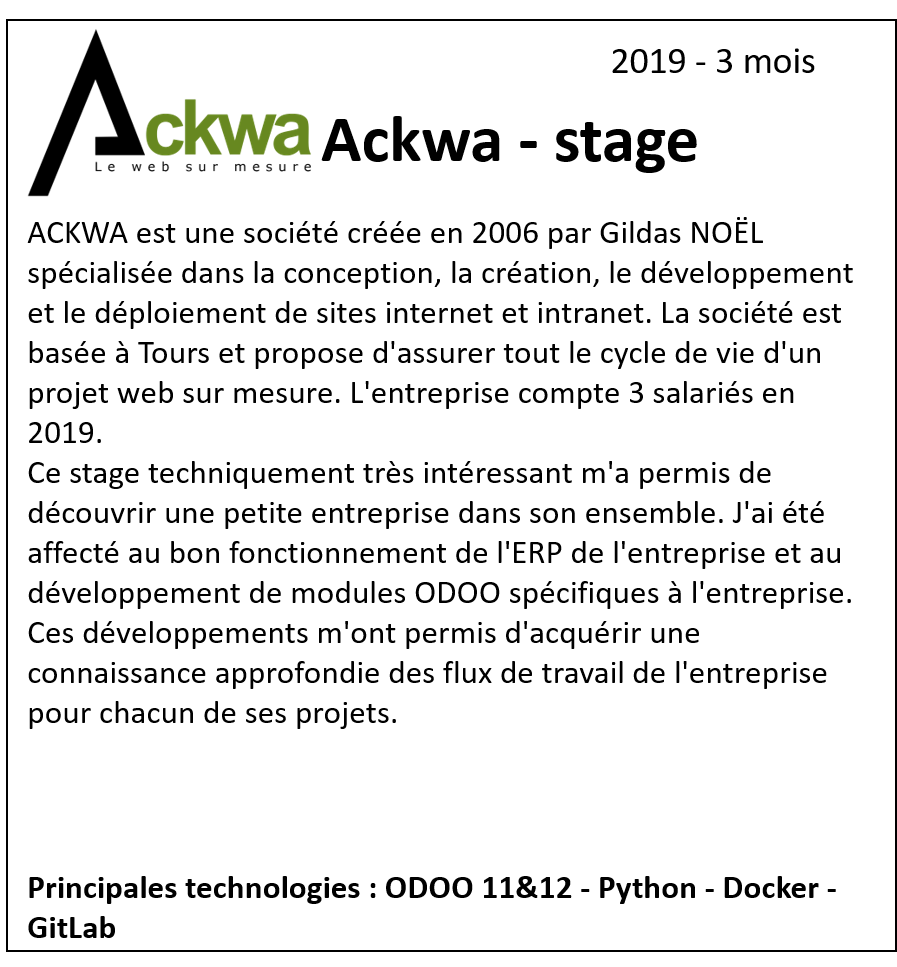 2019 - 3 mois
Ackwa
Le web sur mesure
Ackwa - stage
ACKWA est une société créée en 2006 par Gildas NOËL
spécialisée dans la conception, la création, le développement
et le déploiement de sites internet et intranet. La société est
basée à Tours et propose d'assurer tout le cycle de vie d'un
projet web sur mesure. L'entreprise compte 3 salariés en
2019.
Ce stage techniquement très intéressant m'a permis de
découvrir une petite entreprise dans son ensemble. J'ai été
affecté au bon fonctionnement de l'ERP de l'entreprise et au
développement de modules ODOO spécifiques à l'entreprise.
Ces développements m'ont permis d'acquérir une
connaissance approfondie des flux de travail de l'entreprise
pour chacun de ses projets.
Principales technologies : ODOO 11&12 - Python - Docker -
GitLab